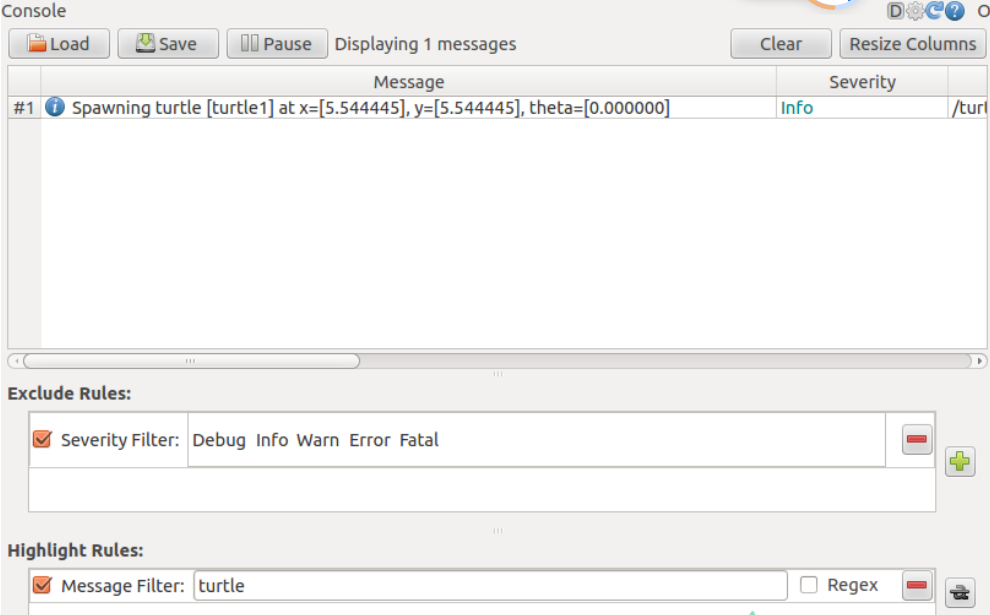 Console
D
O
Load Save Pause Displaying 1 messages Clear Resize Columns
Message Severity
#1 Spawning turtle [turtle1] at x=[5.544445], y=[5.544445], theta=[0.000000] Info /turt
Exclude Rules:
Severity Filter: Debug Info Warn Error Fatal
Highlight Rules:
Message Filter: turtle Regex